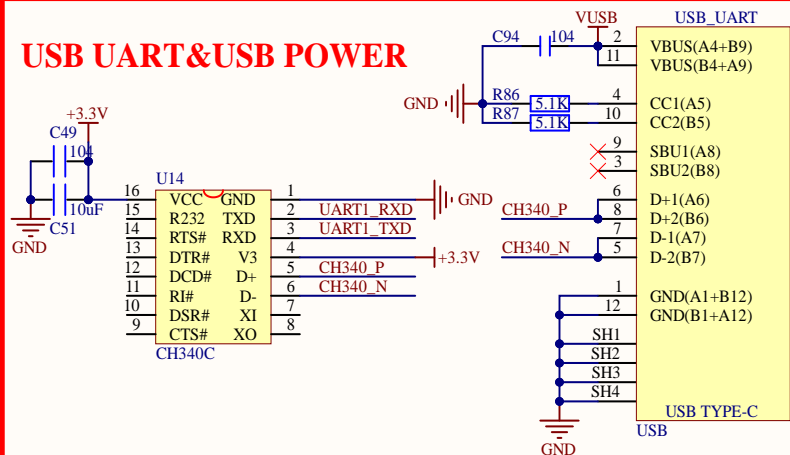 USB UART&USB POWER
VUSB
USB_UART
C94 104
2 VBUS(A4+B9)
11 VBUS(B4+A9)
GND
R86 5.1K 4 CC1(A5)
R87 5.1K 10 CC2(B5)
9 SBU1(A8)
3 SBU2(B8)
6 D+1(A6)
CH340_P 8 D+2(B6)
7 D-1(A7)
CH340_N 5 D-2(B7)
1 GND(A1+B12)
12 GND(B1+A12)
SH1
SH2
SH3
SH4
USB TYPE-C
USB
GND
+3.3V
C49
104
10uF
C51
GND
U14
16 VCC GND 1 GND
15 R232 TXD 2 UART1_RXD
14 RTS# RXD 3 UART1_TXD
13 DTR# V3 4 +3.3V
12 DCD# D+ 5 CH340_P
11 RI# D- 6 CH340_N
10 DSR# XI 7
9 CTS# XO 8
CH340C